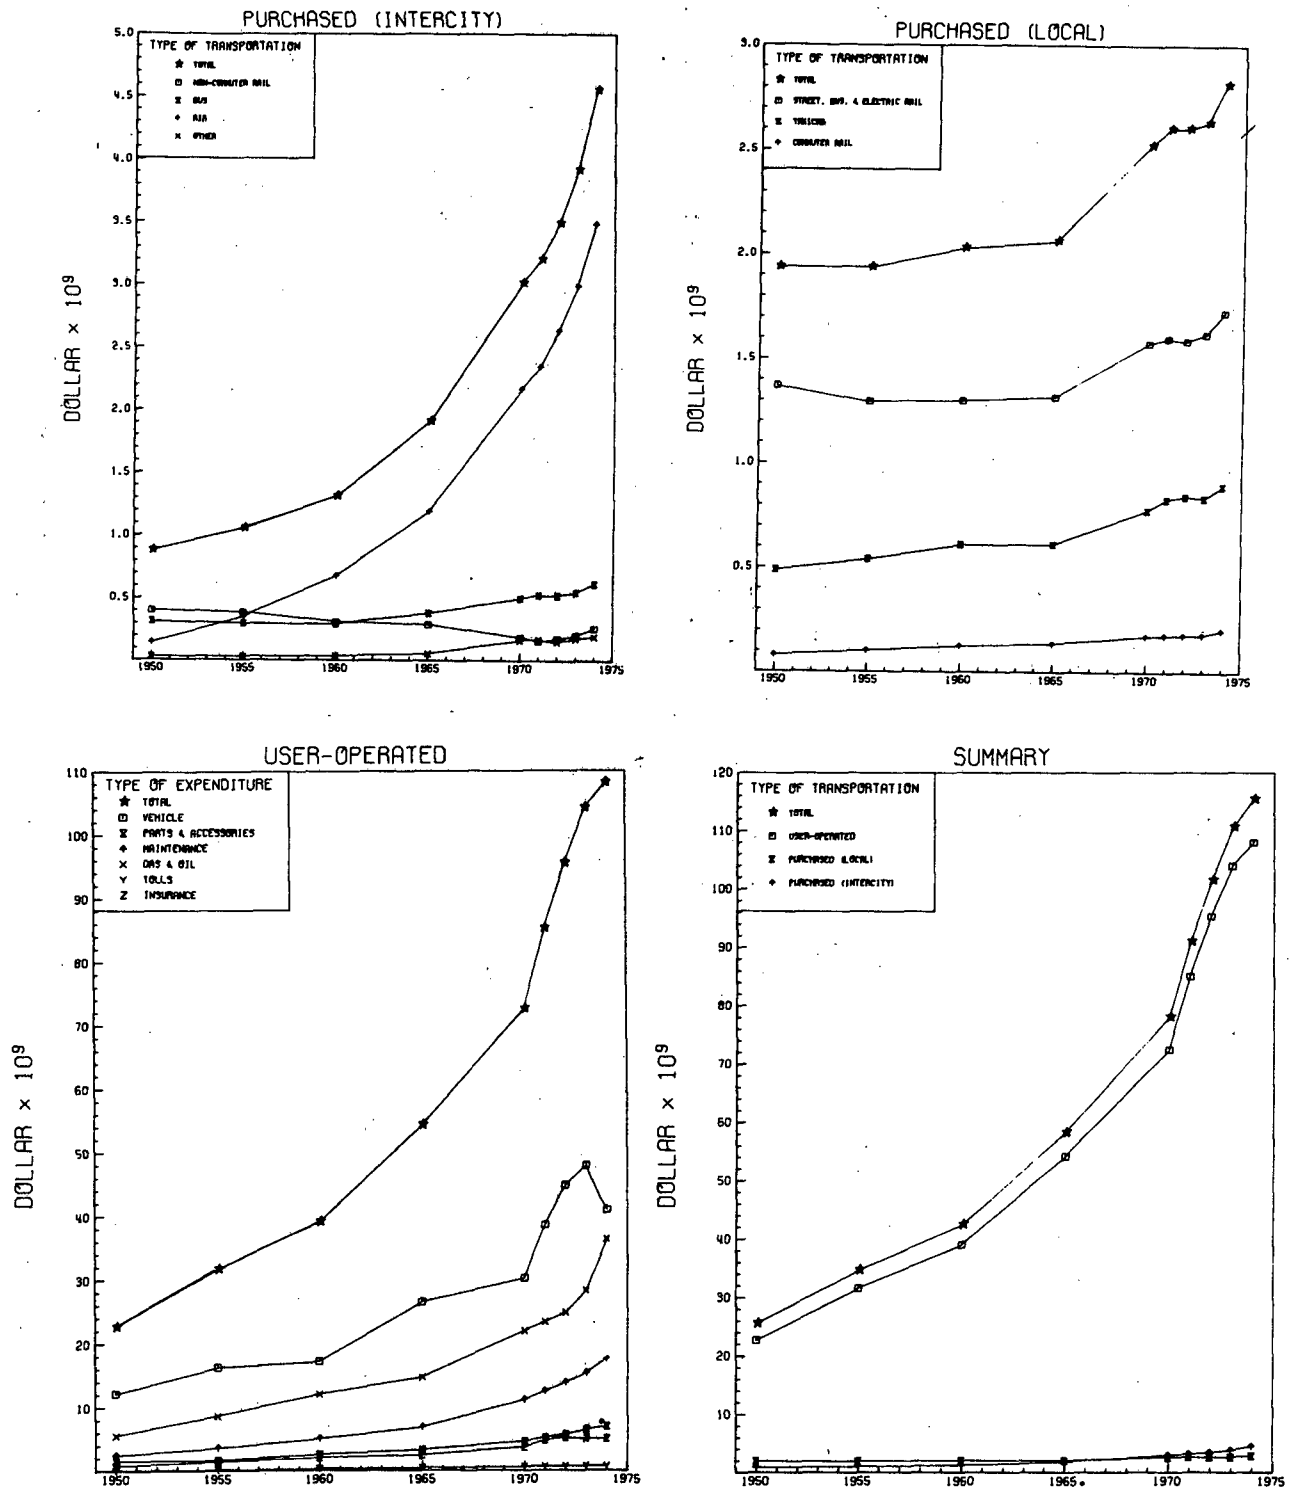 PURCHASED (INTERCITY)
5.0
4.5
4.0
3.5
3.0
2.5
2.0
1.5
1.0
0.5
DOLLAR × 10⁹
TYPE OF TRANSPORTATION
TOTAL
NON-COMMUTER RAIL
BUS
AIR
OTHER
1950 1955 1960 1965 1970 1975
PURCHASED (LOCAL)
3.0
2.5
2.0
1.5
1.0
0.5
DOLLAR × 10⁹
TYPE OF TRANSPORTATION
TOTAL
STREET, BUS, & ELECTRIC RAIL
TAXICAB
COMMUTER RAIL
1950 1955 1960 1965 1970 1975
USER-OPERATED
110
100
90
80
70
60
50
40
30
20
10
DOLLAR × 10⁹
TYPE OF EXPENDITURE
TOTAL
VEHICLE
PARTS & ACCESSORIES
MAINTENANCE
GAS & OIL
TOLLS
INSURANCE
1950 1955 1960 1965 1970 1975
SUMMARY
120
110
100
90
80
70
60
50
40
30
20
10
DOLLAR × 10⁹
TYPE OF TRANSPORTATION
TOTAL
USER-OPERATED
PURCHASED (LOCAL)
PURCHASED (INTERCITY)
1950 1955 1960 1965 1970 1975